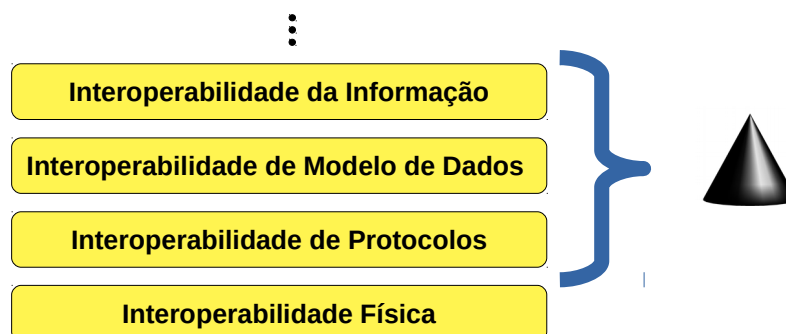 Interoperabilidade da Informação
Interoperabilidade de Modelo de Dados
Interoperabilidade de Protocolos
Interoperabilidade Física